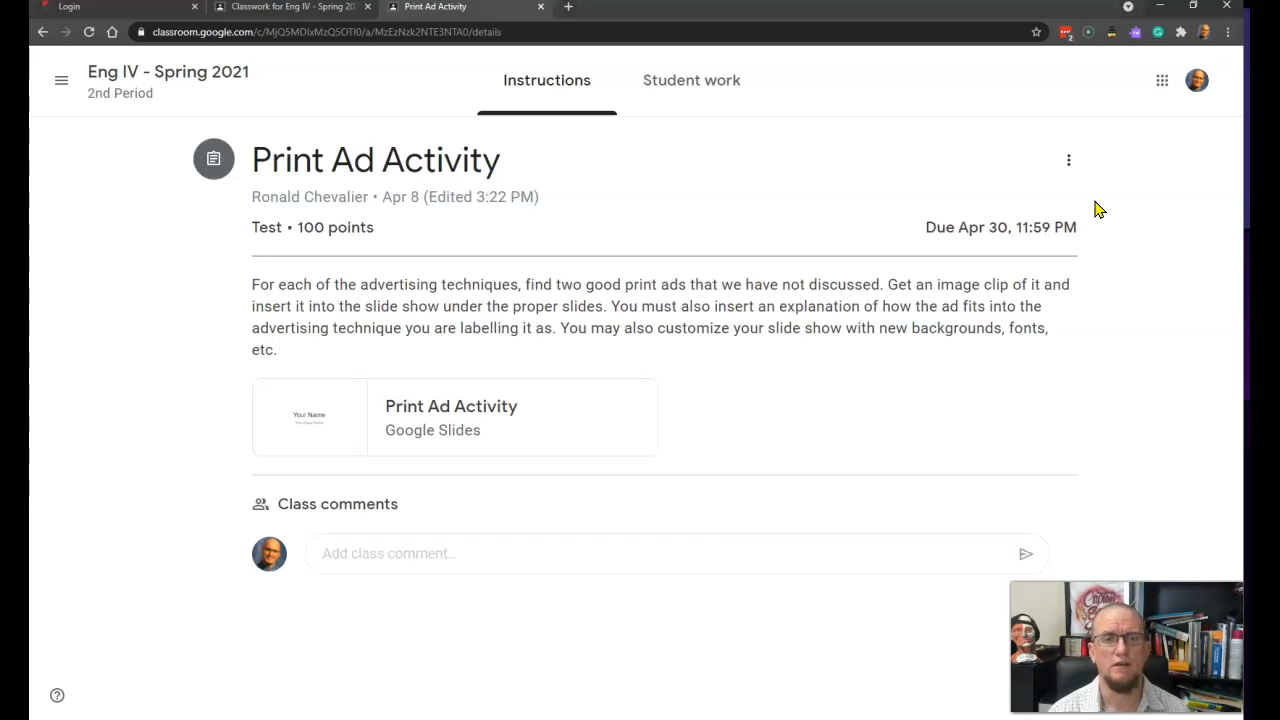 Login
Classwork for Eng IV - Spring 20
Print Ad Activity
classroom.google.com/c/MjQ5MDIxMzQ5OTI0/a/MzEzNzk2NTE3NTA0/details
2
Eng IV - Spring 2021
2nd Period
Instructions
Student work
Print Ad Activity
Ronald Chevalier • Apr 8 (Edited 3:22 PM)
Test • 100 points
Due Apr 30, 11:59 PM
For each of the advertising techniques, find two good print ads that we have not discussed. Get an image clip of it and
insert it into the slide show under the proper slides. You must also insert an explanation of how the ad fits into the
advertising technique you are labelling it as. You may also customize your slide show with new backgrounds, fonts,
etc.
Your Name
Print Ad Activity
Google Slides
Class comments
Add class comment...